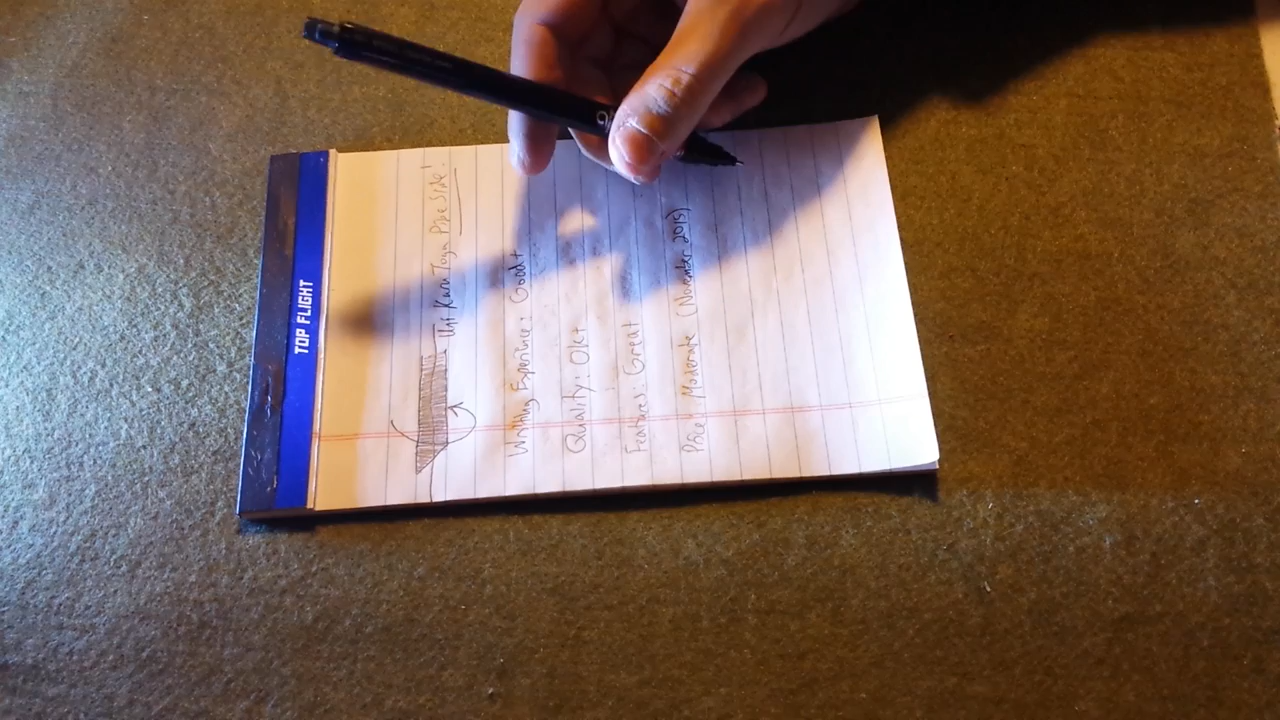 TOP FLIGHT
Uni Kuru Toga Pipe Slide!
Writing Experience: Good+
Quality: Ok+
Features: Great
Price: Moderate (November 2015)